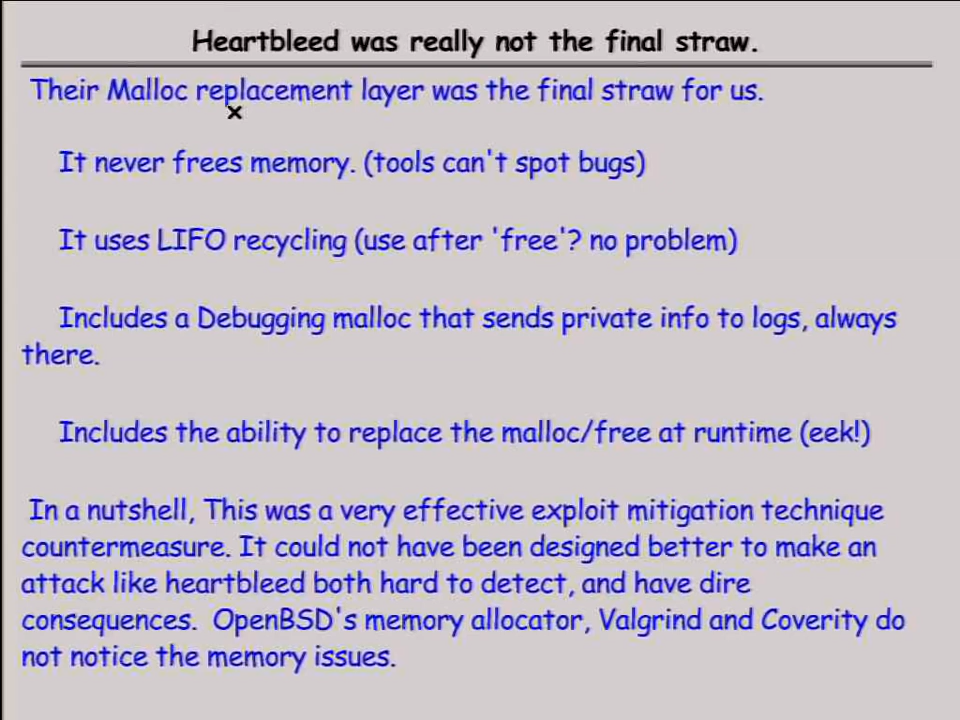 Heartbleed was really not the final straw.
Their Malloc replacement layer was the final straw for us.
It never frees memory. (tools can't spot bugs)
It uses LIFO recycling (use after 'free'? no problem)
Includes a Debugging malloc that sends private info to logs, always
there.
Includes the ability to replace the malloc/free at runtime (eek!)
In a nutshell, This was a very effective exploit mitigation technique
countermeasure. It could not have been designed better to make an
attack like heartbleed both hard to detect, and have dire
consequences.  OpenBSD's memory allocator, Valgrind and Coverity do
not notice the memory issues.